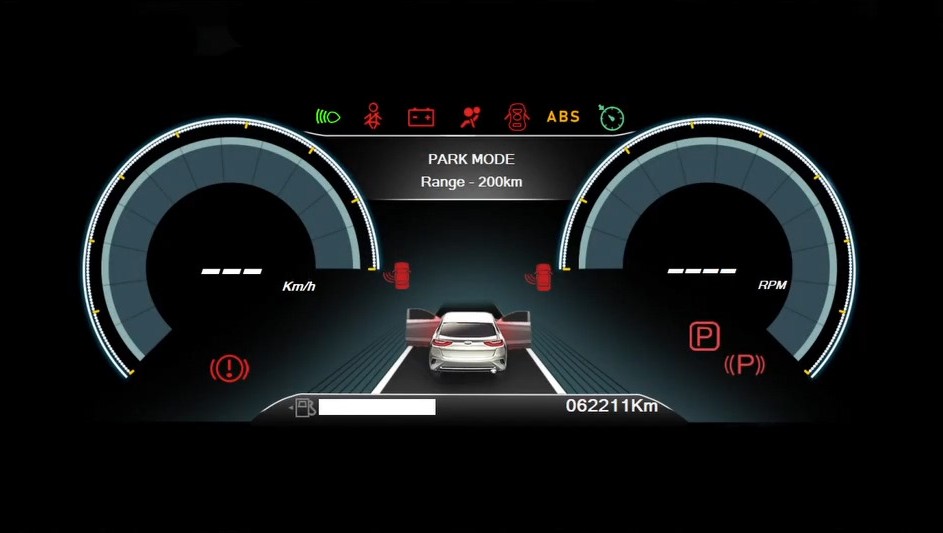 ABS
PARK MODE
Range - 200km
--- 
Km/h
----
RPM
P
(P)
062211Km